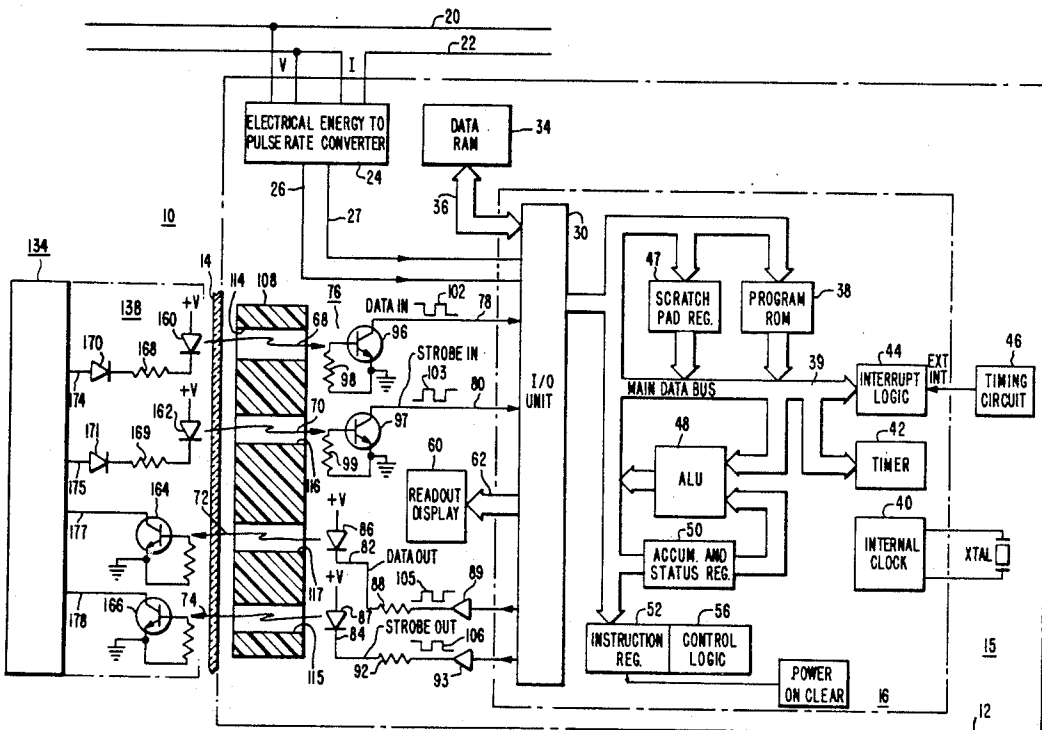 20
22
V
I
ELECTRICAL ENERGY TO
PULSE RATE CONVERTER
24
26
27
DATA
RAM
34
36
30
10
134
14
108
114
138
+V
160
170
168
174
+V
162
171
169
175
164
177
72
166
178
74
68
76
DATA IN
102
78
96
98
STROBE IN
103
80
70
97
99
116
60
READOUT
DISPLAY
62
+V
86
82
DATA OUT
105
89
88
117
+V
87
84
STROBE OUT
106
92
93
115
I/O
UNIT
47
SCRATCH
PAD REG.
PROGRAM
ROM
38
MAIN DATA BUS
39
44
INTERRUPT
LOGIC
EXT
INT
46
TIMING
CIRCUIT
48
ALU
42
TIMER
40
INTERNAL
CLOCK
XTAL
50
ACCUM. AND
STATUS REG.
52
56
INSTRUCTION
REG.
CONTROL
LOGIC
POWER
ON CLEAR
16
15
12